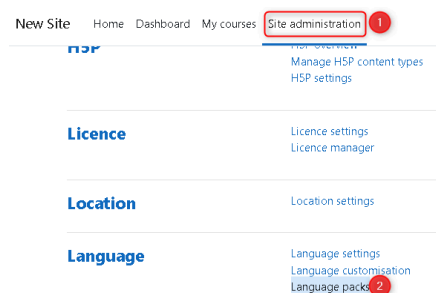 New Site Home Dashboard My courses Site administration 1
H5P H5P overview
Manage H5P content types
H5P settings
Licence Licence settings
Licence manager
Location Location settings
Language Language settings
Language customisation
Language packs 2